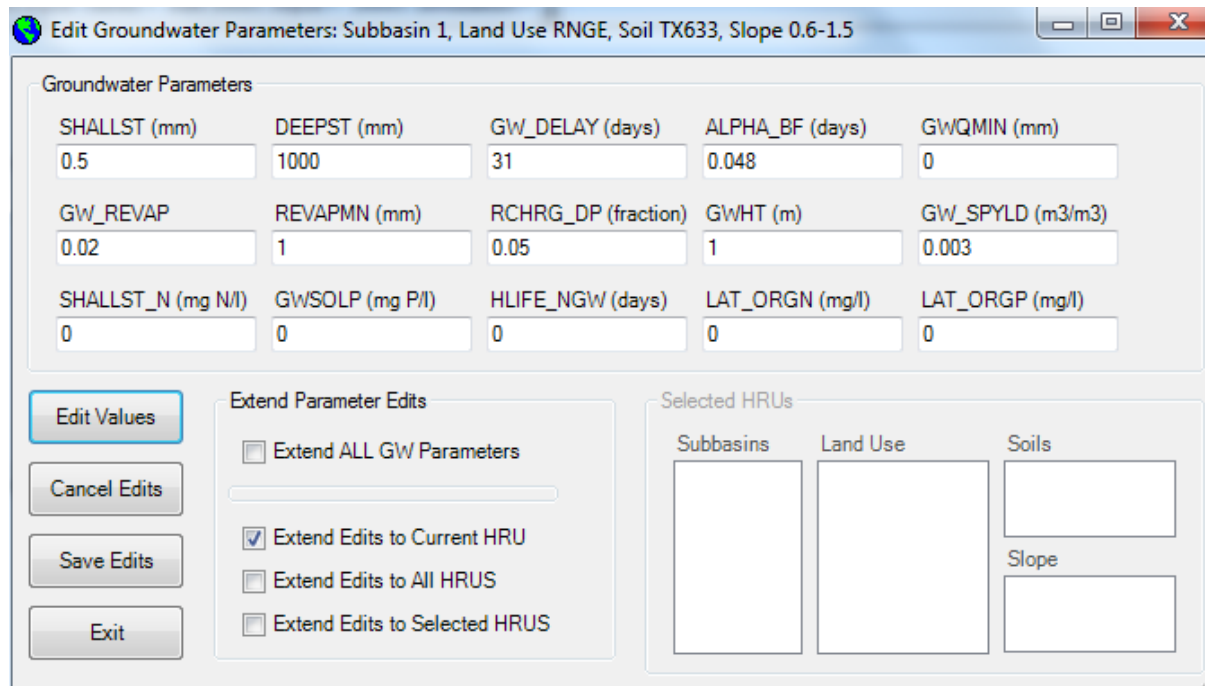 Edit Groundwater Parameters: Subbasin 1, Land Use RNGE, Soil TX633, Slope 0.6-1.5
Groundwater Parameters
SHALLST (mm) DEEPST (mm) GW_DELAY (days) ALPHA_BF (days) GWQMIN (mm)
0.5 1000 31 0.048 0
GW_REVAP REVAPMN (mm) RCHRG_DP (fraction) GWHT (m) GW_SPYLD (m3/m3)
0.02 1 0.05 1 0.003
SHALLST_N (mg N/l) GWSOLP (mg P/l) HLIFE_NGW (days) LAT_ORGN (mg/l) LAT_ORGP (mg/l)
0 0 0 0 0
Edit Values
Cancel Edits
Save Edits
Exit
Extend Parameter Edits
Extend ALL GW Parameters
Extend Edits to Current HRU
Extend Edits to All HRUS
Extend Edits to Selected HRUS
Selected HRUs
Subbasins Land Use Soils
Slope